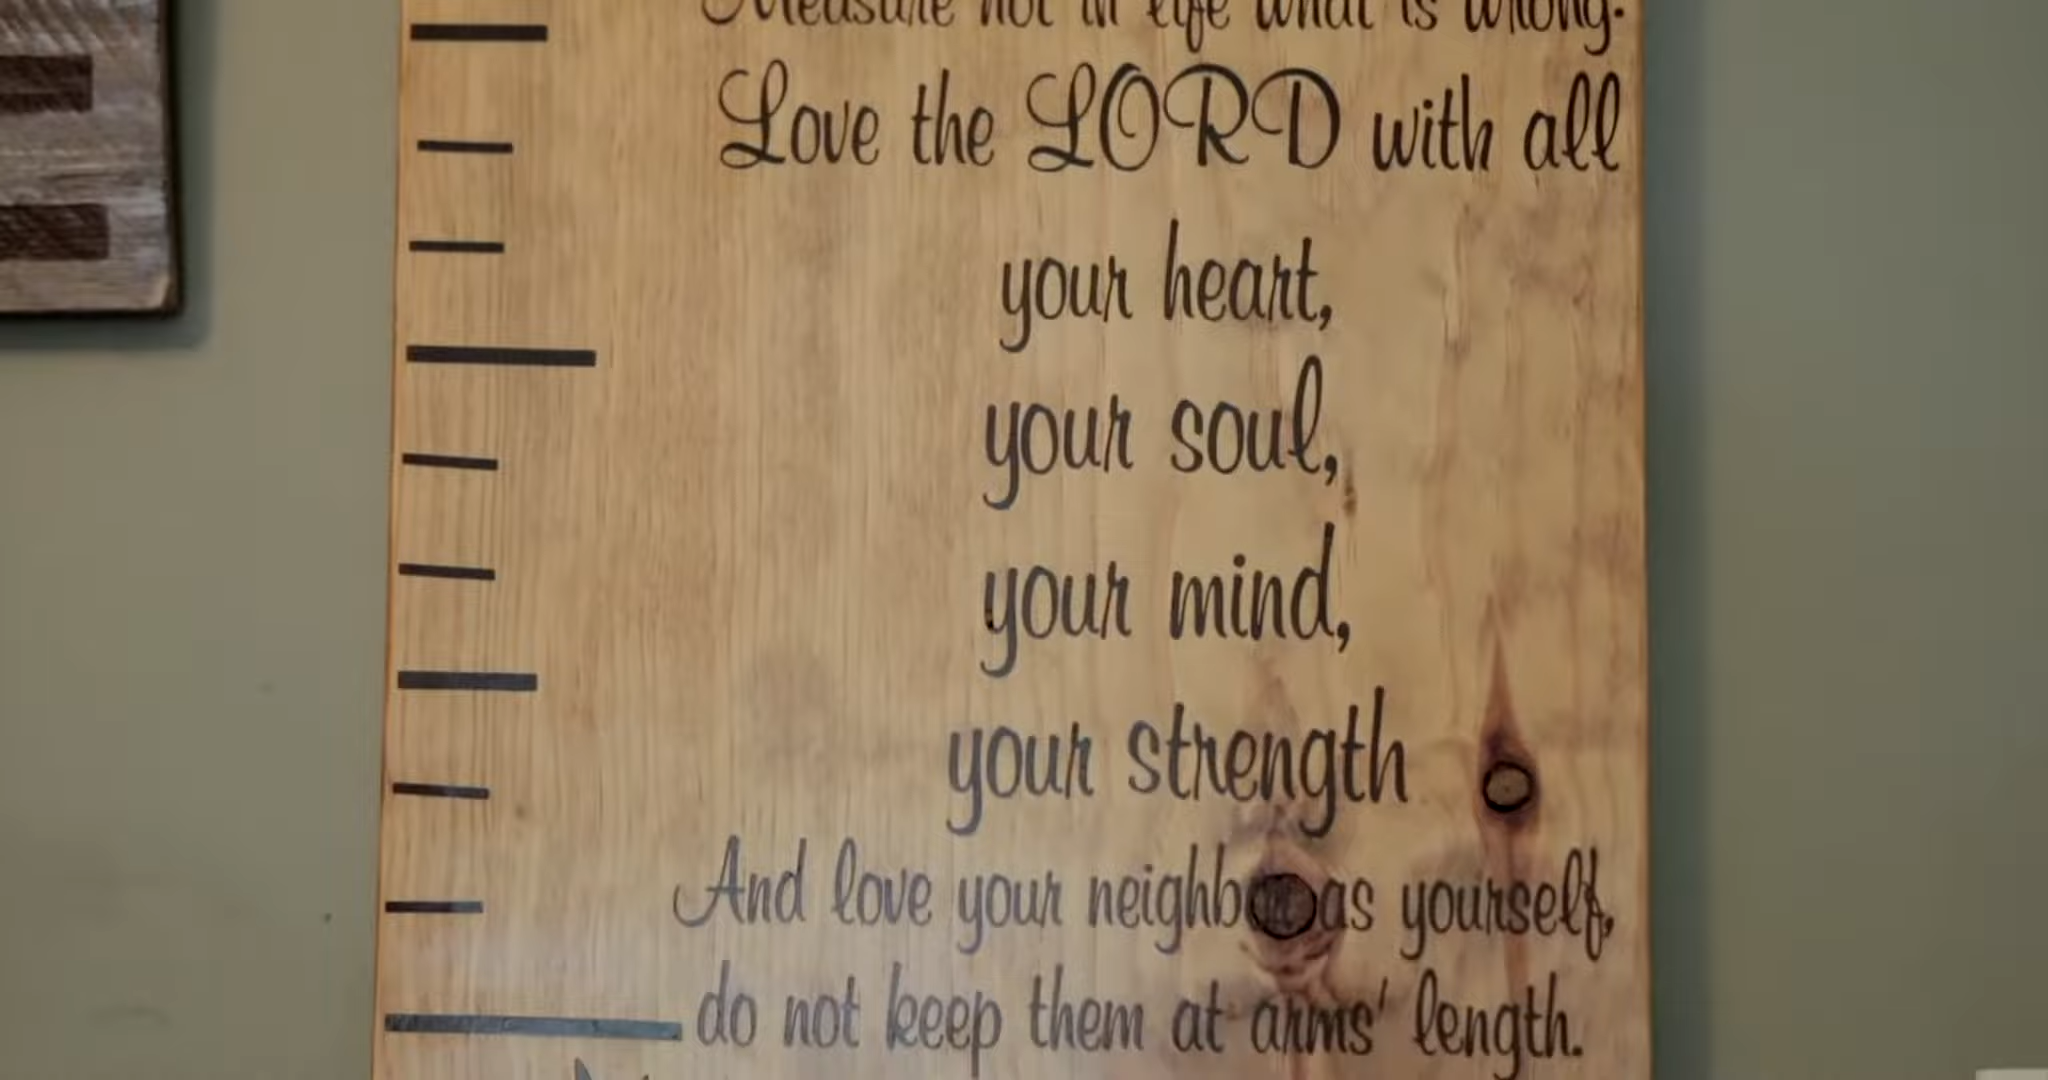 Measure not in life what is wrong.
Love the LORD with all
your heart,
your soul,
your mind,
your strength
And love your neighbor as yourself,
do not keep them at arms' length.